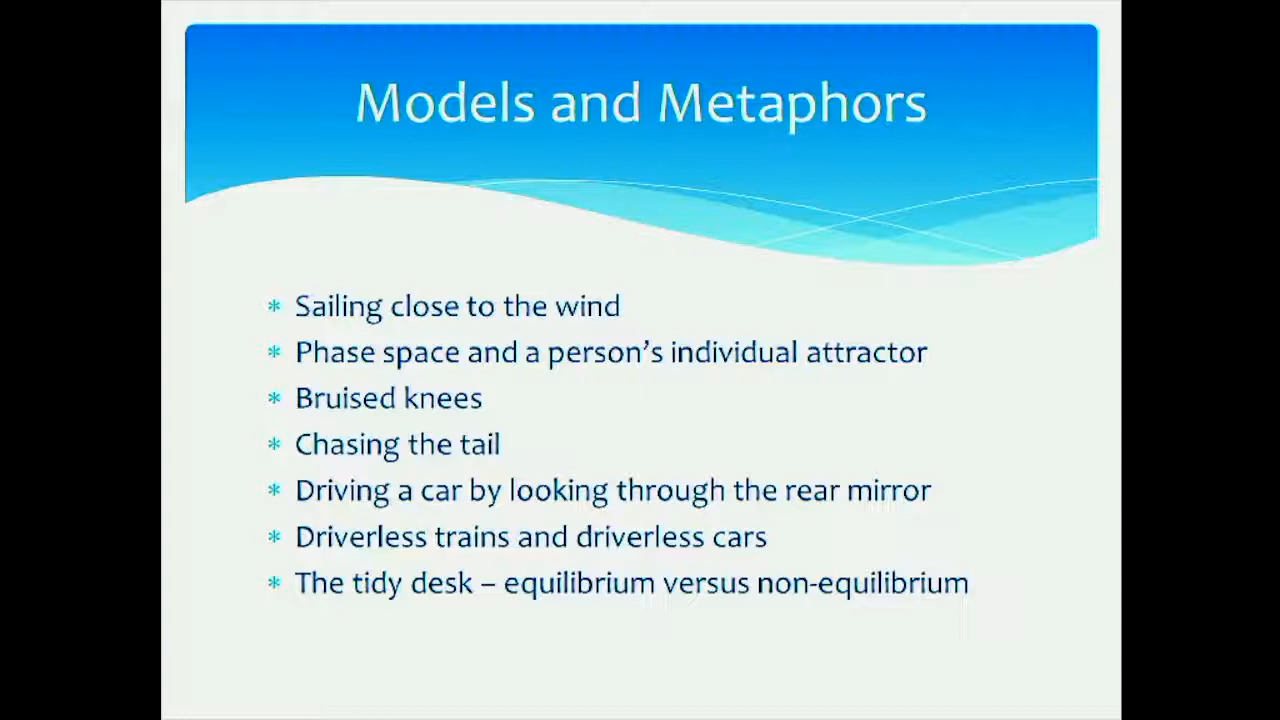 Models and Metaphors
* Sailing close to the wind
* Phase space and a person’s individual attractor
* Bruised knees
* Chasing the tail
* Driving a car by looking through the rear mirror
* Driverless trains and driverless cars
* The tidy desk – equilibrium versus non-equilibrium